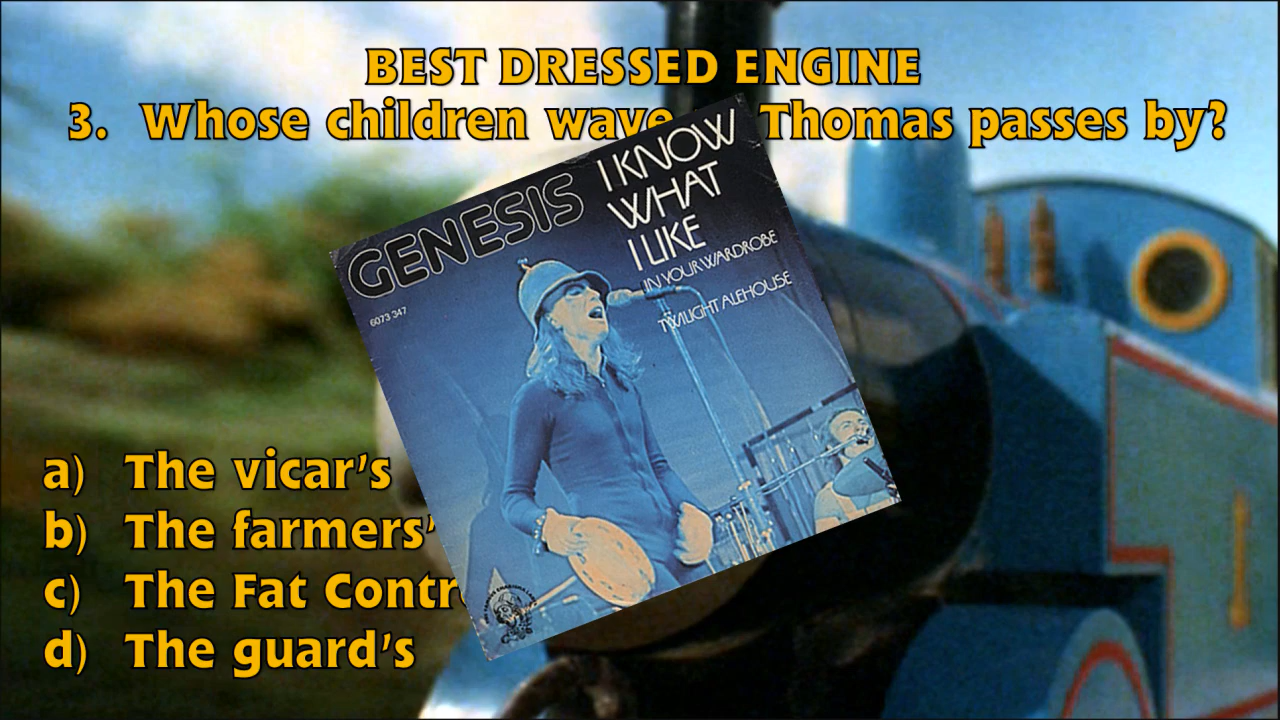 BEST DRESSED ENGINE
3. Whose children wave Thomas passes by?
GENESIS
I KNOW
WHAT
I LIKE
IN YOUR WARDROBE
TWILIGHT ALEHOUSE
6073 347
a) The vicar's
b) The farmers'
c) The Fat Contr
d) The guard's